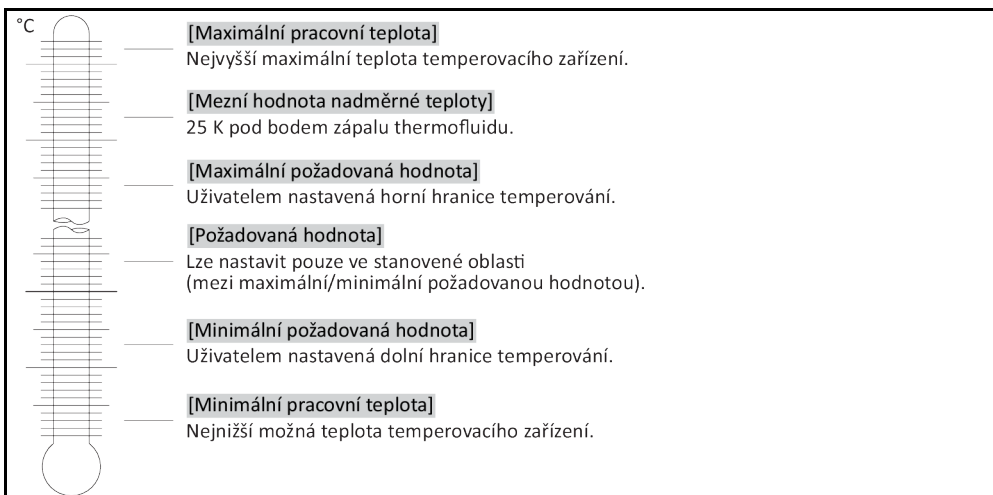 °C
[Maximální pracovní teplota]
Nejvyšší maximální teplota temperovacího zařízení.
[Mezní hodnota nadměrné teploty]
25 K pod bodem zápalu thermofluidu.
[Maximální požadovaná hodnota]
Uživatelem nastavená horní hranice temperování.
[Požadovaná hodnota]
Lze nastavit pouze ve stanovené oblasti
(mezi maximální/minimální požadovanou hodnotou).
[Minimální požadovaná hodnota]
Uživatelem nastavená dolní hranice temperování.
[Minimální pracovní teplota]
Nejnižší možná teplota temperovacího zařízení.